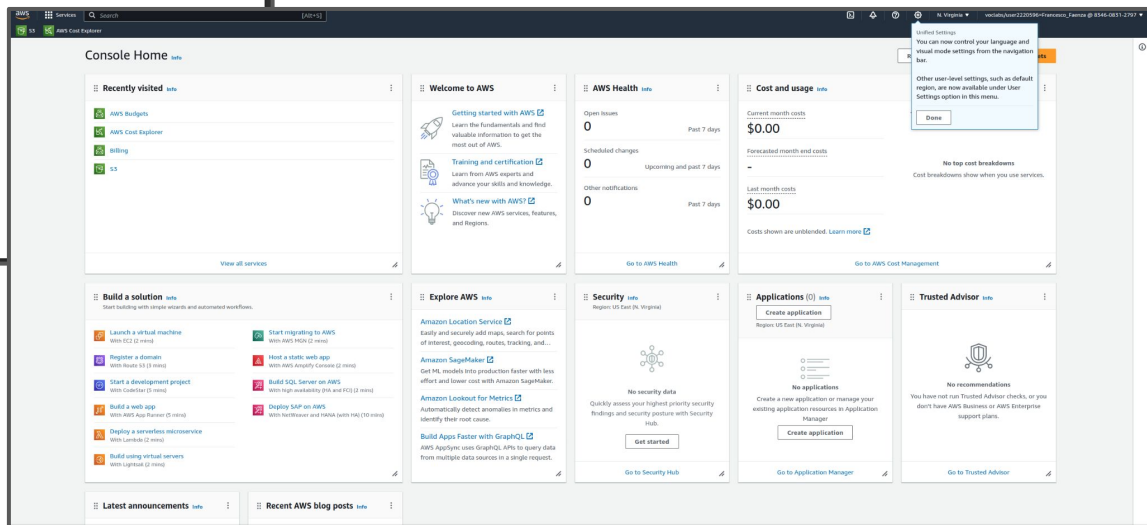 aws
Services
Search
[Alt+S]
N. Virginia
voclabs/user2220596=Francesco_Faenza @ 8346-0831-2797
S3
AWS Cost Explorer
Console Home Info
Unified Settings
You can now control your language and
visual mode settings from the navigation
bar.
Other user-level settings, such as default
region, are now available under User
Settings option in this menu.
Done
Recently visited Info
AWS Budgets
AWS Cost Explorer
Billing
S3
View all services
Welcome to AWS
Getting started with AWS
Learn the fundamentals and find
valuable information to get the
most out of AWS.
Training and certification
Learn from AWS experts and
advance your skills and knowledge.
What's new with AWS?
Discover new AWS services, features,
and Regions.
AWS Health Info
Open issues
0
Past 7 days
Scheduled changes
0
Upcoming and past 7 days
Other notifications
0
Past 7 days
Go to AWS Health
Cost and usage Info
Current month costs
$0.00
Forecasted month end costs
-
Last month costs
$0.00
Costs shown are unblended. Learn more
No top cost breakdowns
Cost breakdowns show when you use services.
Go to AWS Cost Management
Build a solution Info
Start building with simple wizards and automated workflows.
Launch a virtual machine
With EC2 (2 mins)
Register a domain
With Route 53 (3 mins)
Start a development project
With CodeStar (5 mins)
Build a web app
With AWS App Runner (5 mins)
Deploy a serverless microservice
With Lambda (2 mins)
Build using virtual servers
With Lightsail (2 mins)
Start migrating to AWS
With AWS MGN (2 mins)
Host a static web app
With AWS Amplify Console (2 mins)
Build SQL Server on AWS
With high availability (HA and FCI) (2 mins)
Deploy SAP on AWS
With NetWeaver and HANA (with HA) (10 mins)
Explore AWS Info
Amazon Location Service
Easily and securely add maps, search for points
of interest, geocoding, routes, tracking, and...
Amazon SageMaker
Get ML models into production faster with less
effort and lower cost with Amazon SageMaker.
Amazon Lookout for Metrics
Automatically detect anomalies in metrics and
identify their root cause.
Build Apps Faster with GraphQL
AWS AppSync uses GraphQL APIs to query data
from multiple data sources in a single request.
Security Info
Region: US East (N. Virginia)
No security data
Quickly assess your highest priority security
findings and security posture with Security
Hub.
Get started
Go to Security Hub
Applications (0) Info
Create application
Region: US East (N. Virginia)
No applications
Create a new application or manage your
existing application resources in Application
Manager
Create application
Go to Application Manager
Trusted Advisor Info
No recommendations
You have not run Trusted Advisor checks, or you
don't have AWS Business or AWS Enterprise
support plans.
Go to Trusted Advisor
Latest announcements Info
Recent AWS blog posts Info